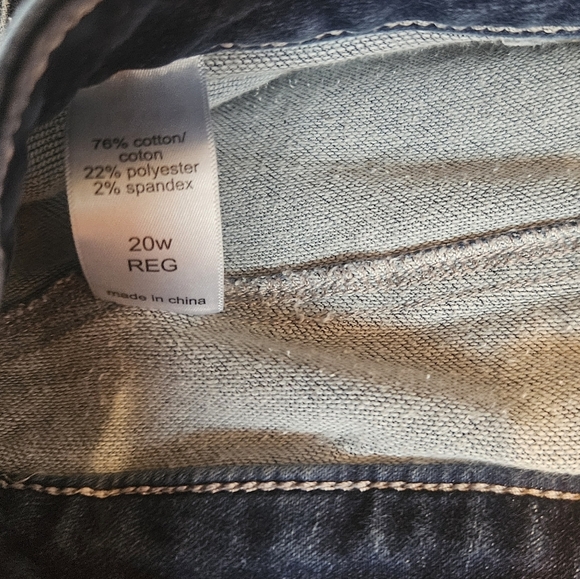 76% cotton/
coton
22% polyester
2% spandex
20w
REG
made in china